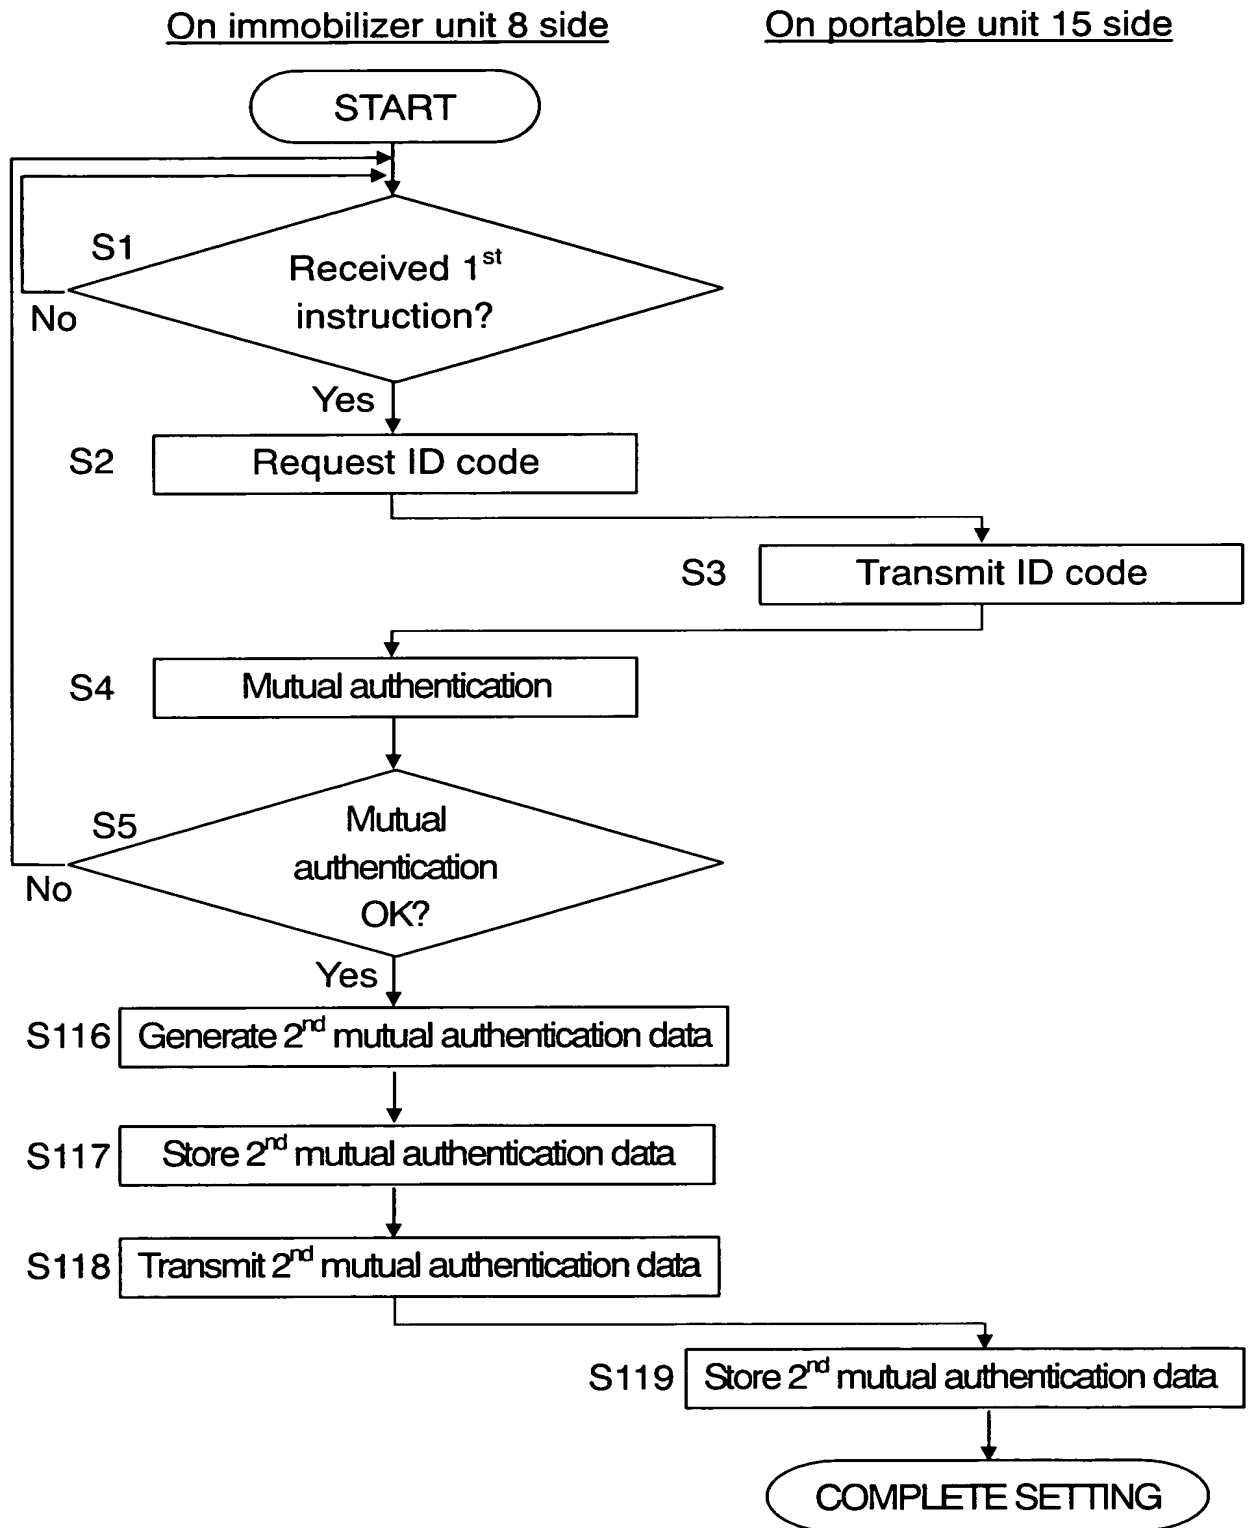 On immobilizer unit 8 side
On portable unit 15 side
START
S1
Received 1st
instruction?
No
Yes
S2
Request ID code
S3
Transmit ID code
S4
Mutual authentication
S5
Mutual
authentication
OK?
No
Yes
S116
Generate 2nd mutual authentication data
S117
Store 2nd mutual authentication data
S118
Transmit 2nd mutual authentication data
S119
Store 2nd mutual authentication data
COMPLETE SETTING